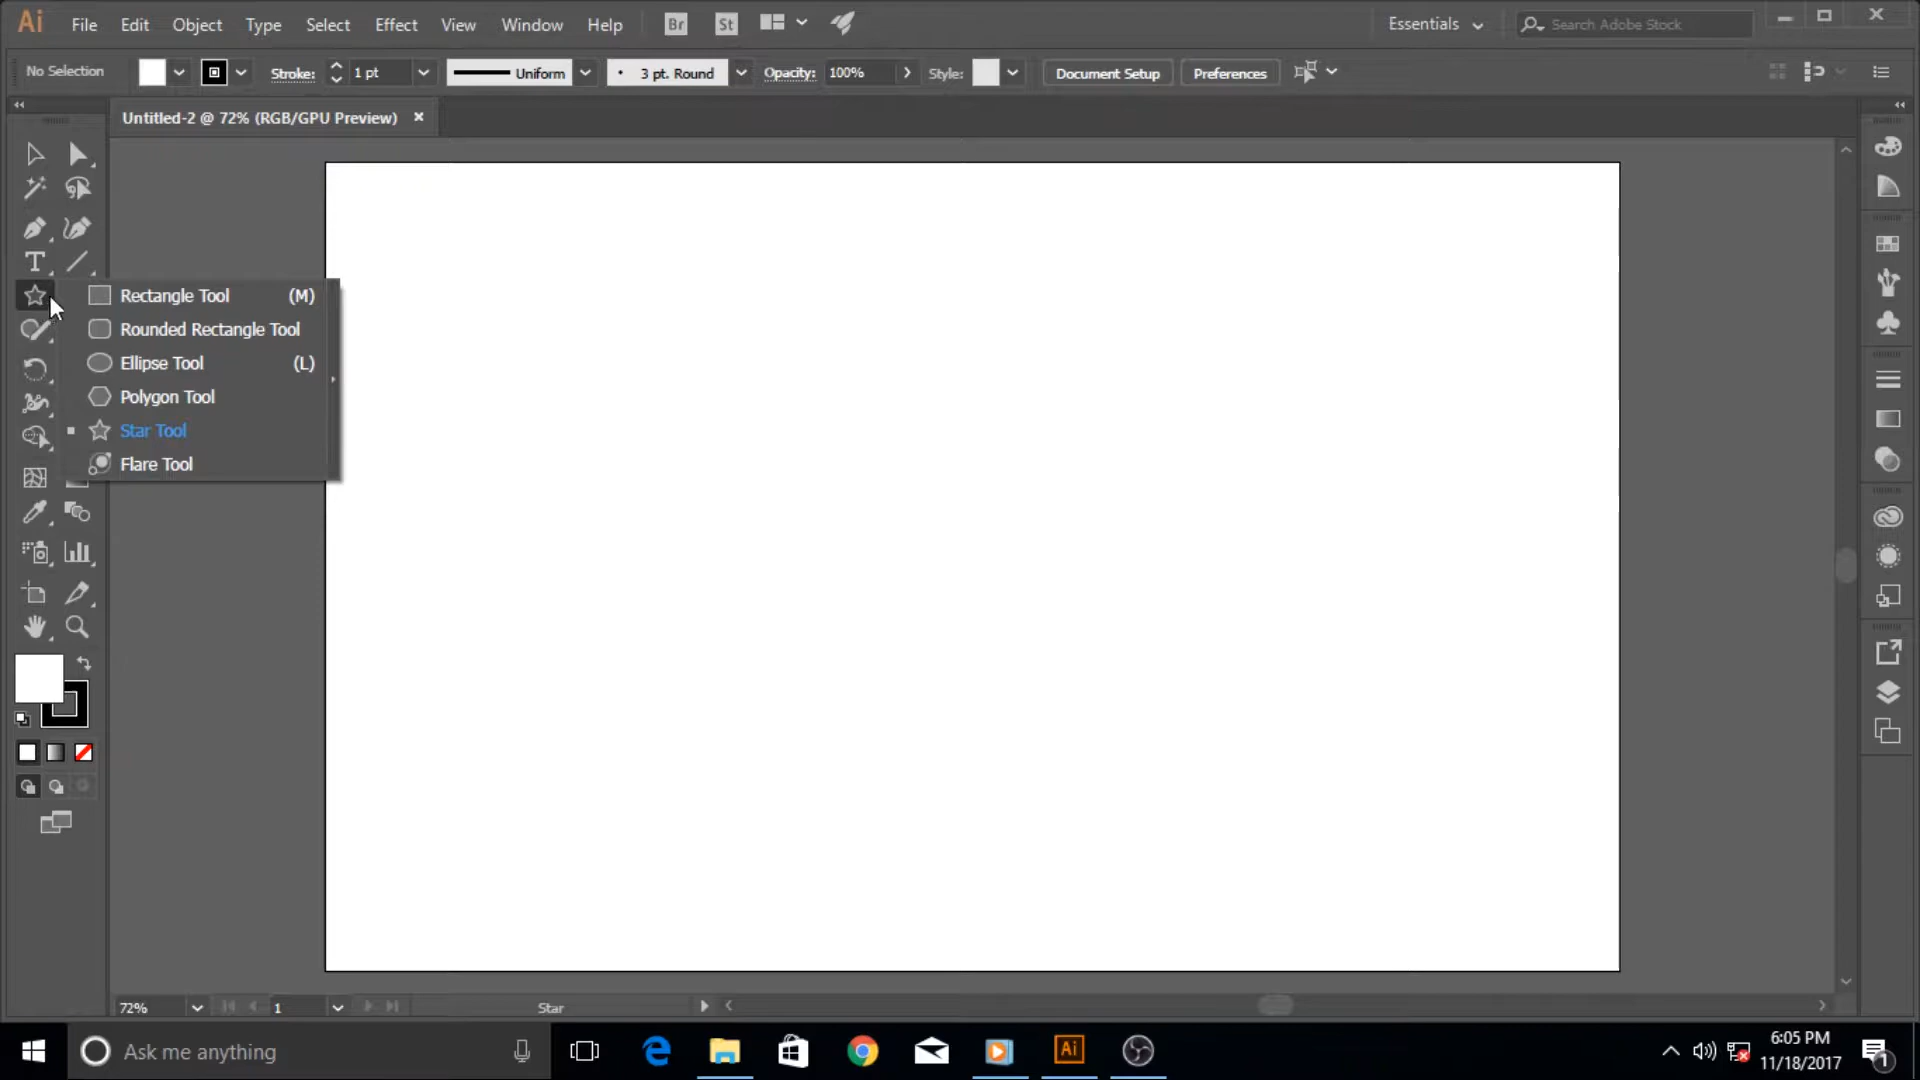 Ai File Edit Object Type Select Effect View Window Help Br St Essentials Search Adobe Stock
No Selection Stroke: 1 pt Uniform 3 pt. Round Opacity: 100% Style: Document Setup Preferences
Untitled-2 @ 72% (RGB/GPU Preview)
T
Rectangle Tool (M)
Rounded Rectangle Tool
Ellipse Tool (L)
Polygon Tool
Star Tool
Flare Tool
72% 1 Star
Ask me anything Ai 6:05 PM
11/18/2017 1